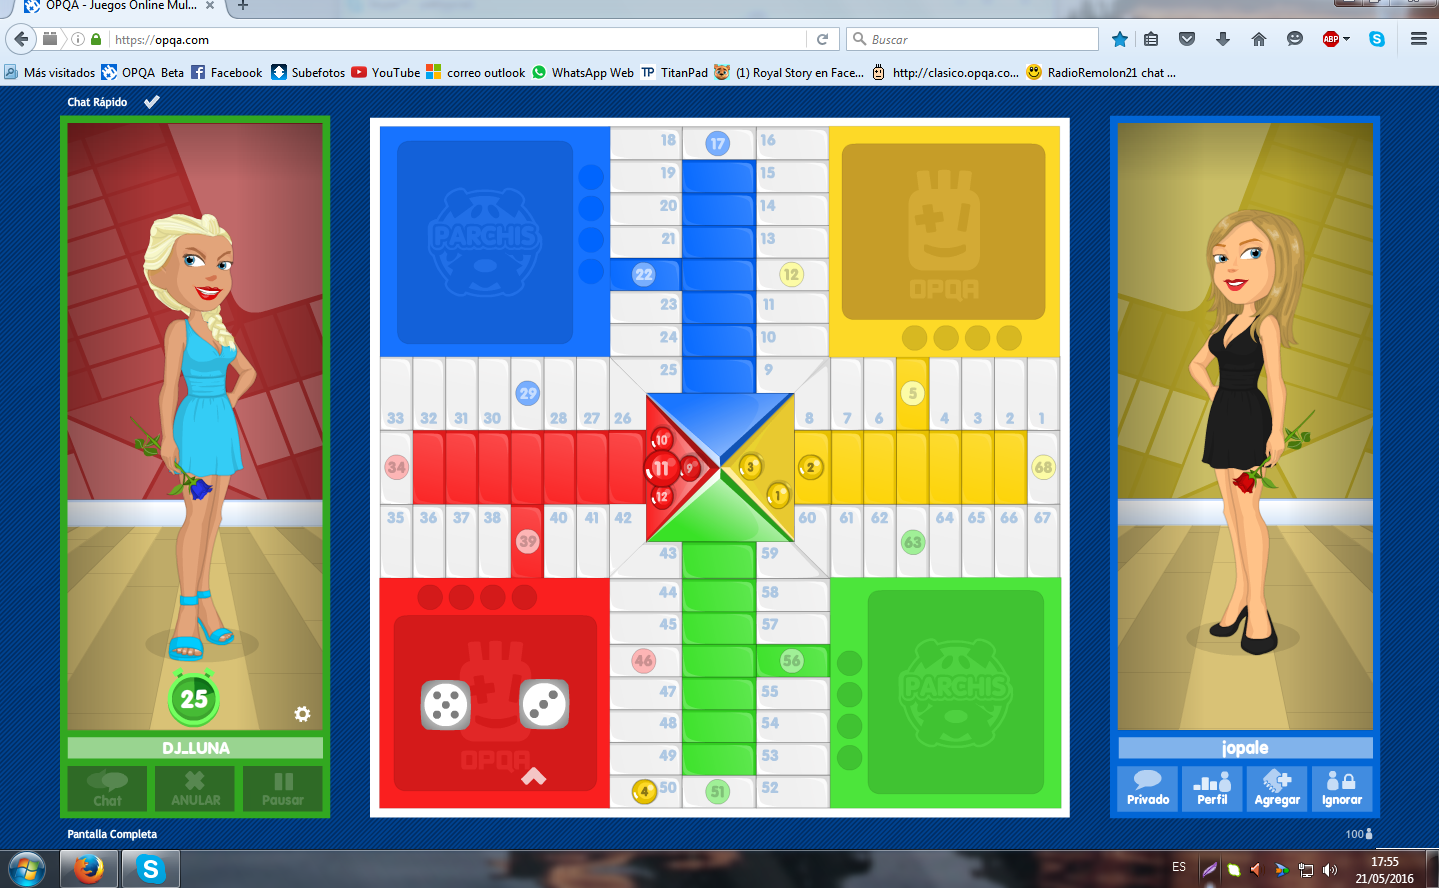 OPQA - Juegos Online Mul...
https://opqa.com
Buscar
ABP
Más visitados
OPQA Beta
Facebook
Subefotos
YouTube
correo outlook
WhatsApp Web
TP TitanPad
(1) Royal Story en Face...
http://clasico.opqa.co...
RadioRemolon21 chat ...
Chat Rápido
18 17 16
19 15
20 14
21 13
22 12
23 11
24 10
25 9
PARCHIS
OPQA
33 32 31 30 29 28 27 26
8 7 6 5 4 3 2 1
34
10
11 9
12
3 2
1
68
35 36 37 38 39 40 41 42
60 61 62 63 64 65 66 67
43 59
44 58
45 57
46 56
47 55
48 54
49 53
4 50 51 52
OPQA
PARCHIS
25
DJ_LUNA
Chat
ANULAR
Pausar
jopale
Privado
Perfil
Agregar
Ignorar
Pantalla Completa
100
ES
17:55
21/05/2016